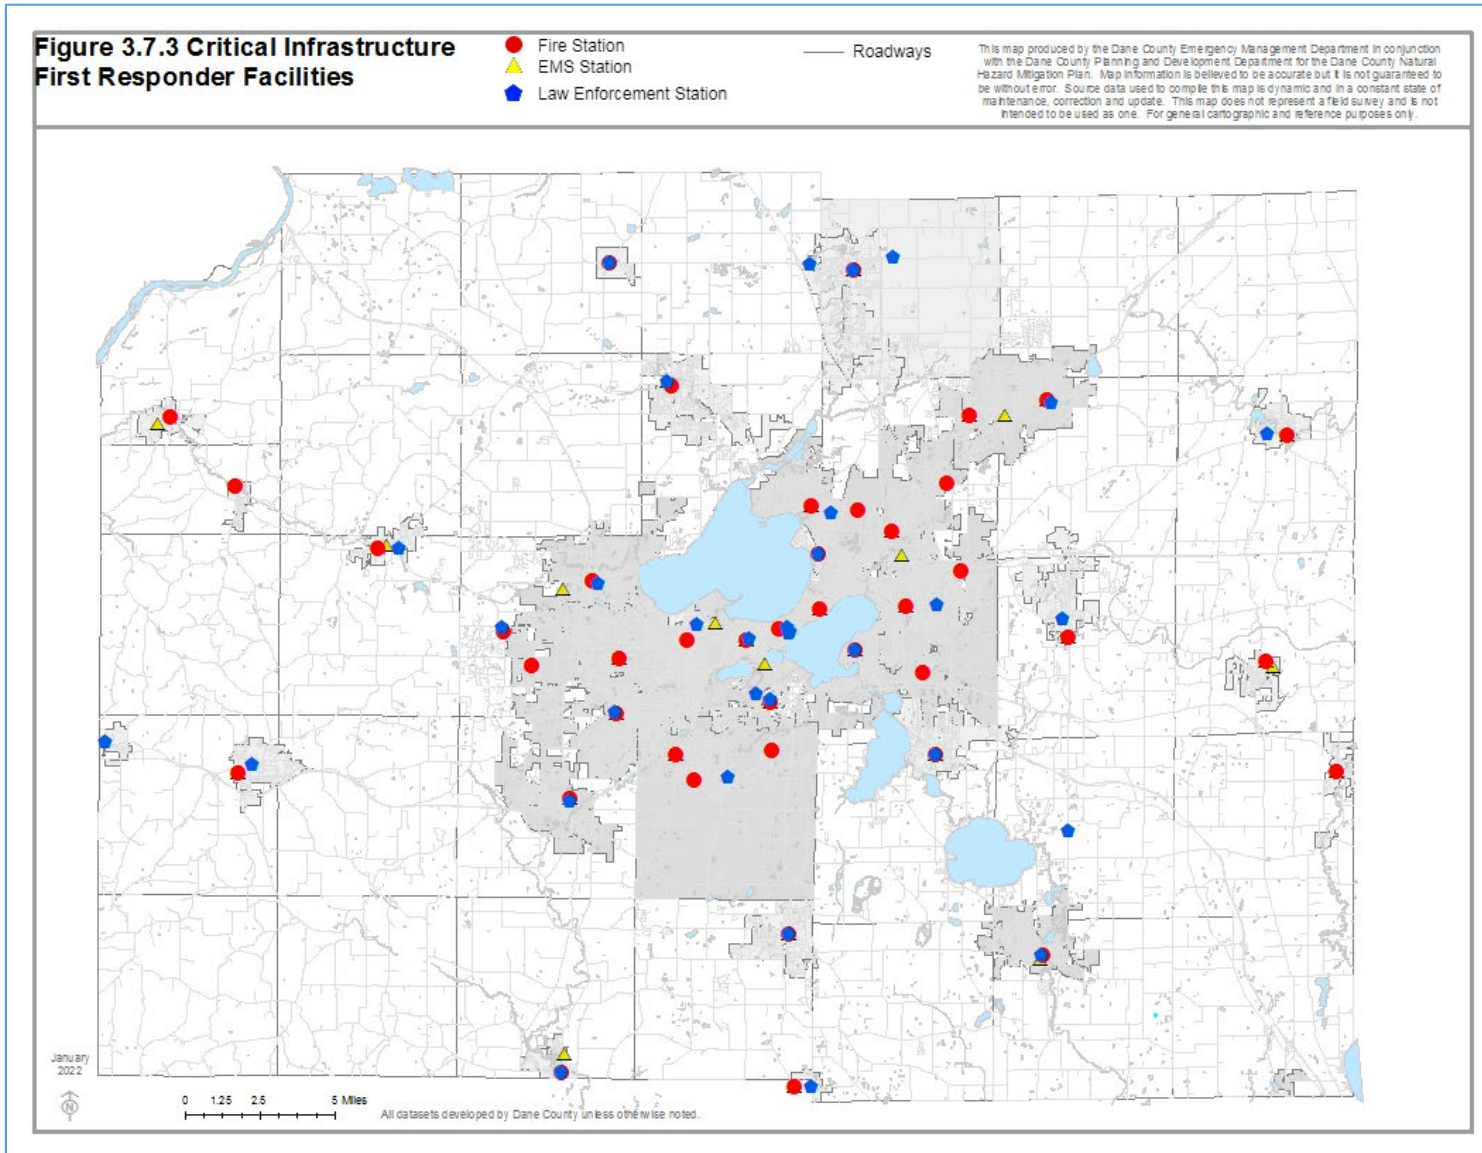 Figure 3.7.3 Critical Infrastructure
First Responder Facilities
Fire Station
EMS Station
Law Enforcement Station
Roadways
This map produced by the Dane County Emergency Management Department in conjunction
with the Dane County Planning and Development Department for the Dane County Natural
Hazard Mitigation Plan. Map information is believed to be accurate but it is not guaranteed to
be without error. Source data used to compile this map is dynamic and in a constant state of
maintenance, correction and update. This map does not represent a field survey and is not
intended to be used as one. For general cartographic and reference purposes only.
January
2022
N
0 1.25 2.5 5 Miles
All datasets developed by Dane County unless otherwise noted.